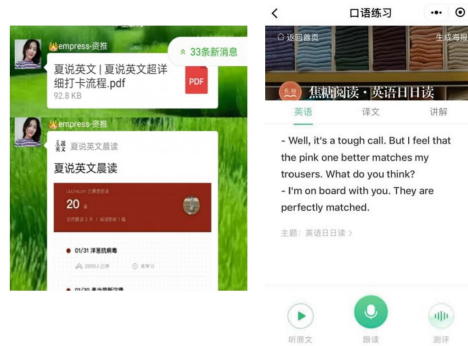 empress-资推
33条新消息
夏说英文 | 夏说英文超详
细打卡流程.pdf
92.8 KB
PDF
empress-资推
夏说英文晨读
夏说英文晨读
20
01/31 洋葱抗病毒
口语练习
返回首页
生成海报
焦糖阅读·英语日日读
英语
译文
讲解
- Well, it's a tough call. But I feel that
the pink one better matches my
trousers. What do you think?
- I'm on board with you. They are
perfectly matched.
主题: 英语日日读 >
听原文
跟读
测评